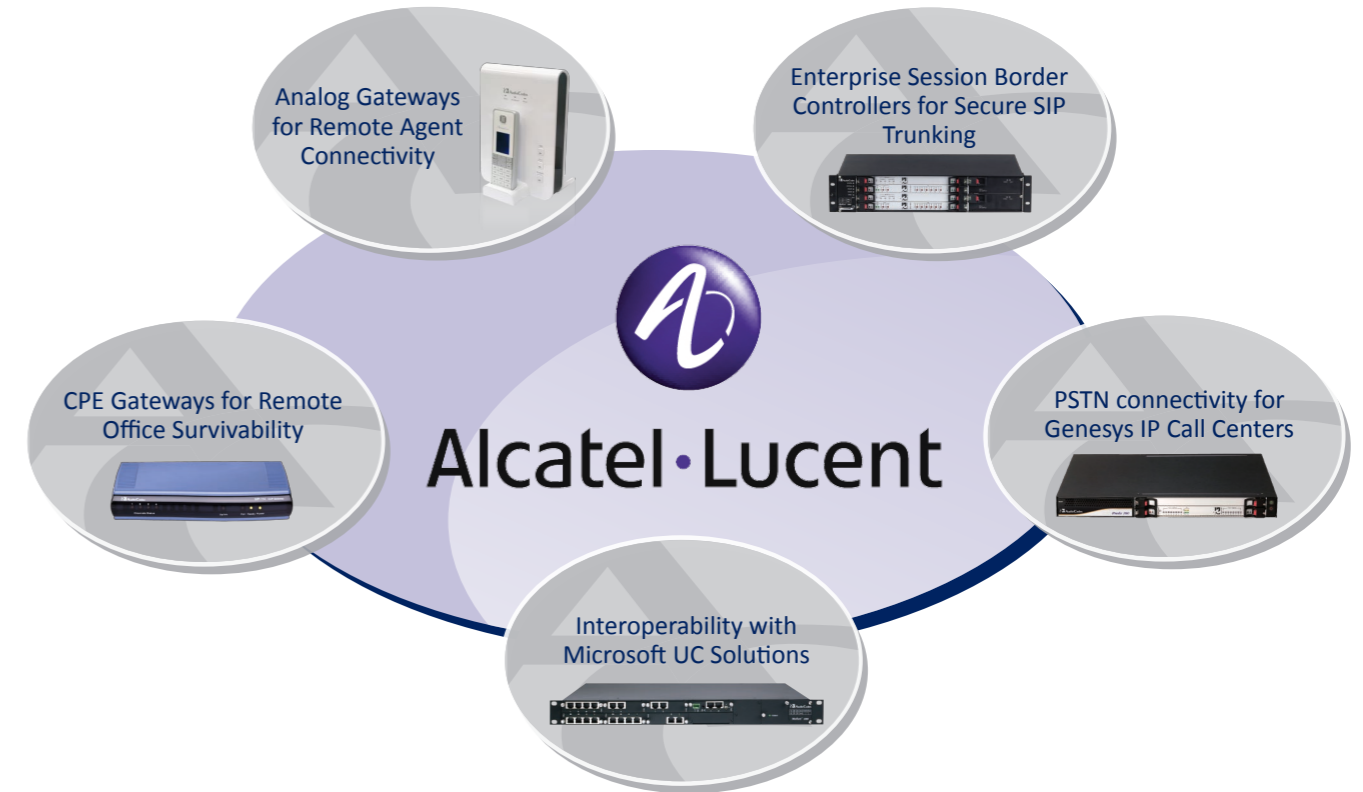 Analog Gateways
for Remote Agent
Connectivity
Enterprise Session Border
Controllers for Secure SIP
Trunking
CPE Gateways for Remote
Office Survivability
Alcatel·Lucent
PSTN connectivity for
Genesys IP Call Centers
Interoperability with
Microsoft UC Solutions